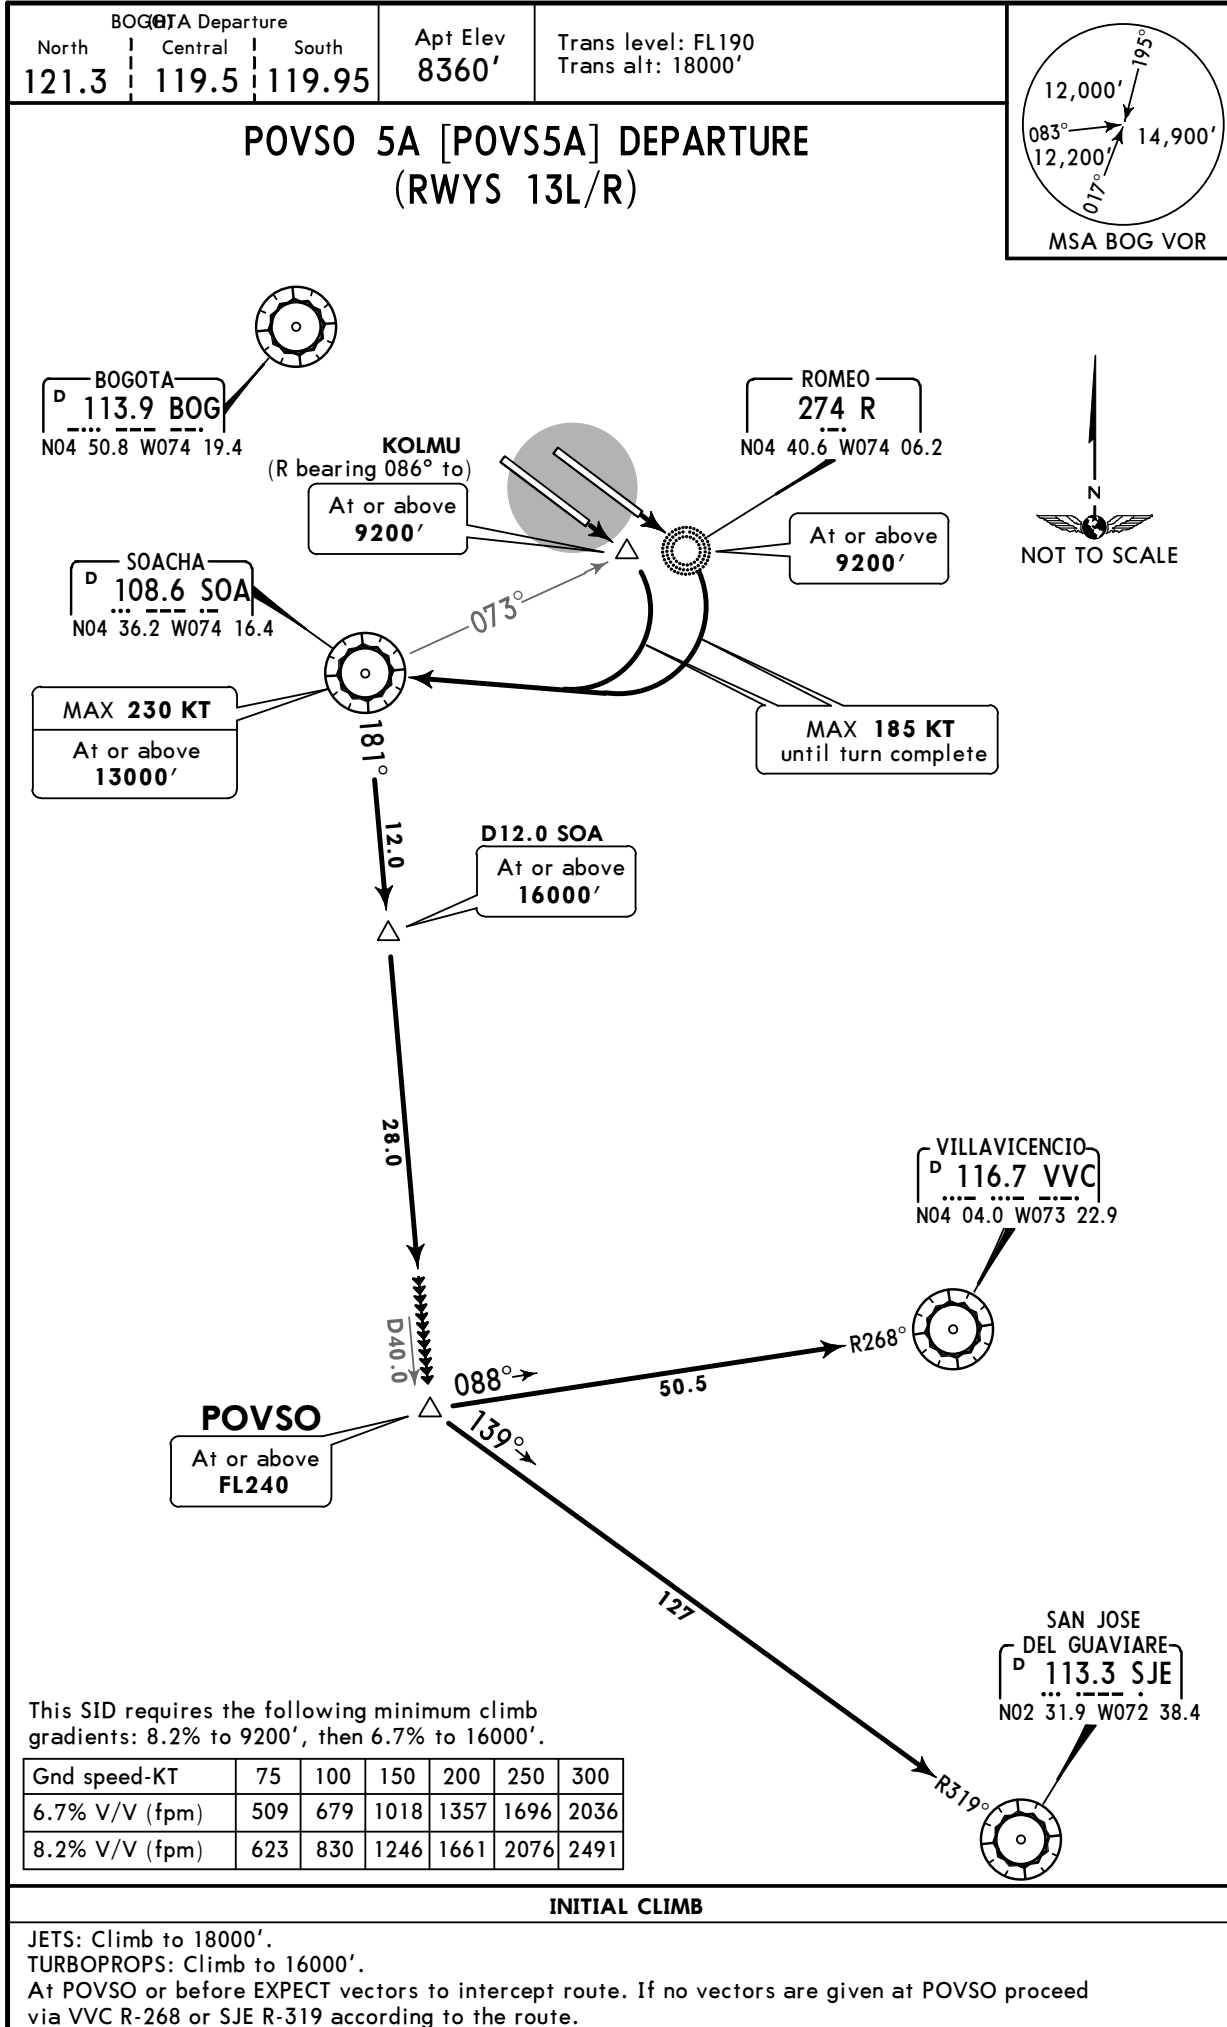 BOGOTA Departure
North Central South
121.3 119.5 119.95
Apt Elev
8360'
Trans level: FL190
Trans alt: 18000'
195°
12,000'
083°
14,900'
12,200'
017°
MSA BOG VOR
POVSO 5A [POVS5A] DEPARTURE
(RWYS 13L/R)
BOGOTA
D 113.9 BOG
N04 50.8 W074 19.4
ROMEO
274 R
N04 40.6 W074 06.2
KOLMU
(R bearing 086° to)
At or above
9200'
At or above
9200'
N
NOT TO SCALE
SOACHA
D 108.6 SOA
N04 36.2 W074 16.4
073°
MAX 230 KT
At or above
13000'
MAX 185 KT
until turn complete
181°
12.0
D12.0 SOA
At or above
16000'
28.0
VILLAVICENCIO
D 116.7 VVC
N04 04.0 W073 22.9
D40.0
R268°
088°
50.5
POVSO
At or above
FL240
139°
127
SAN JOSE
DEL GUAVIARE
D 113.3 SJE
N02 31.9 W072 38.4
R319°
This SID requires the following minimum climb
gradients: 8.2% to 9200', then 6.7% to 16000'.
Gnd speed-KT 75 100 150 200 250 300
6.7% V/V (fpm) 509 679 1018 1357 1696 2036
8.2% V/V (fpm) 623 830 1246 1661 2076 2491
INITIAL CLIMB
JETS: Climb to 18000'.
TURBOPROPS: Climb to 16000'.
At POVSO or before EXPECT vectors to intercept route. If no vectors are given at POVSO proceed
via VVC R-268 or SJE R-319 according to the route.